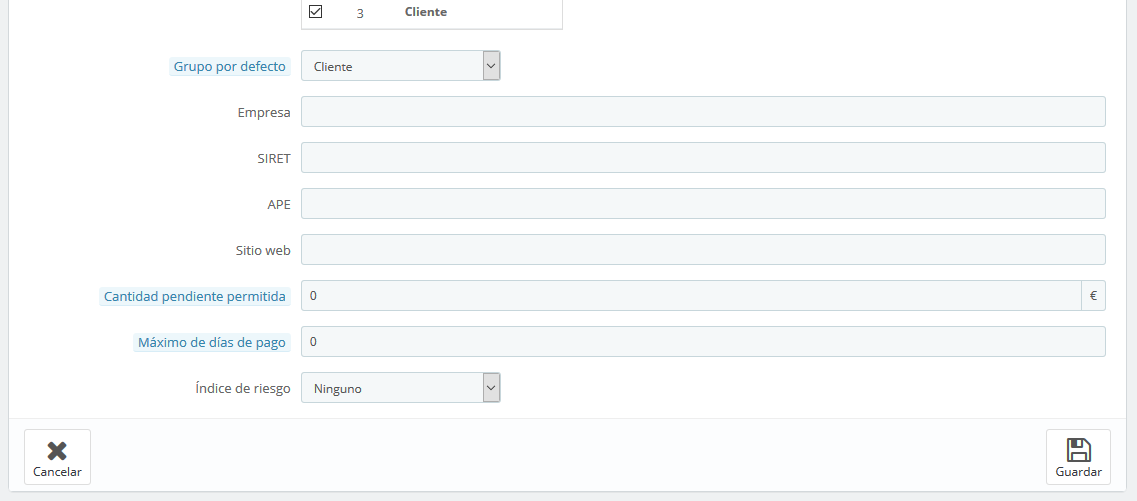 3 Cliente
Grupo por defecto Cliente
Empresa
SIRET
APE
Sitio web
Cantidad pendiente permitida 0 €
Máximo de días de pago 0
Índice de riesgo Ninguno
Cancelar Guardar